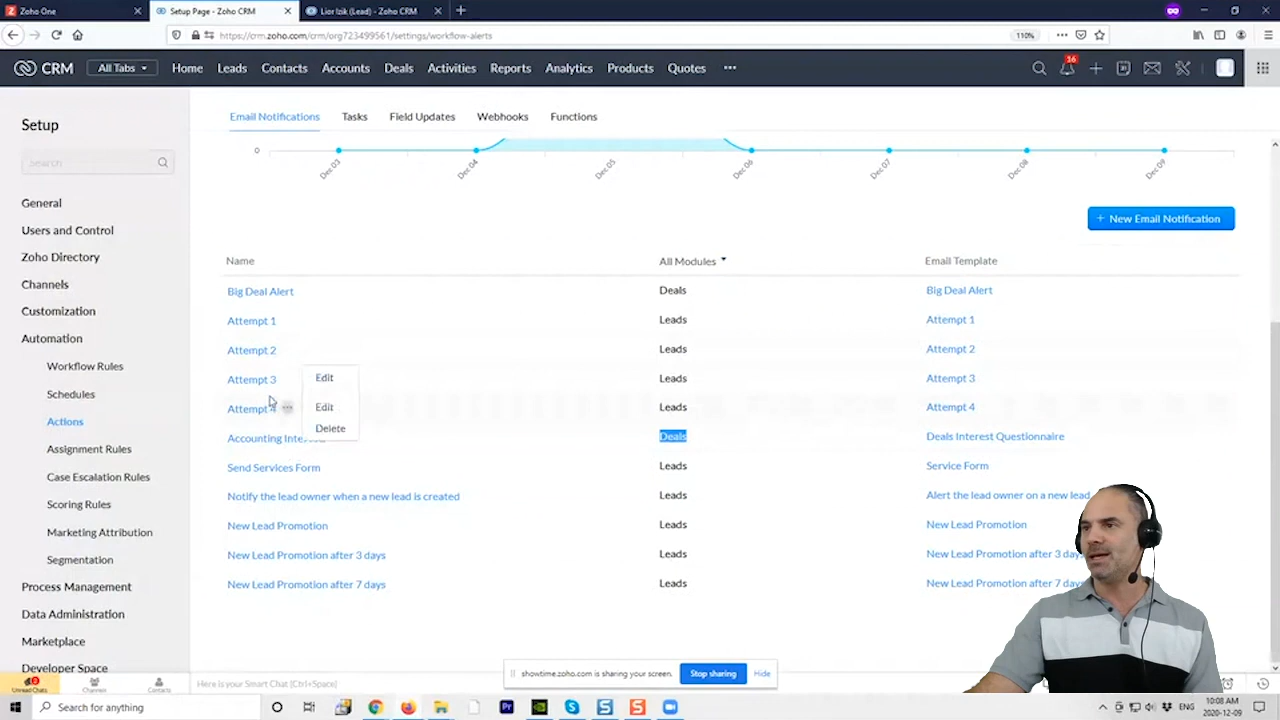 Zoho One
Setup Page - Zoho CRM
Lior Izik (Lead) - Zoho CRM
https://crm.zoho.com/crm/org723499561/settings/workflow-alerts
110%
CRM
All Tabs
Home
Leads
Contacts
Accounts
Deals
Activities
Reports
Analytics
Products
Quotes
16
Setup
Search
General
Users and Control
Zoho Directory
Channels
Customization
Automation
Workflow Rules
Schedules
Actions
Assignment Rules
Case Escalation Rules
Scoring Rules
Marketing Attribution
Segmentation
Process Management
Data Administration
Marketplace
Developer Space
Email Notifications
Tasks
Field Updates
Webhooks
Functions
0
Dec 03
Dec 04
Dec 05
Dec 06
Dec 07
Dec 08
Dec 09
+ New Email Notification
Name
All Modules
Email Template
Big Deal Alert
Deals
Big Deal Alert
Attempt 1
Leads
Attempt 1
Attempt 2
Leads
Attempt 2
Attempt 3
Edit
Leads
Attempt 3
Attempt 4
Edit
Leads
Attempt 4
Delete
Accounting
Deals
Deals Interest Questionnaire
Send Services Form
Leads
Service Form
Notify the lead owner when a new lead is created
Leads
Alert the lead owner on a new lead
New Lead Promotion
Leads
New Lead Promotion
New Lead Promotion after 3 days
Leads
New Lead Promotion after 3 days
New Lead Promotion after 7 days
Leads
New Lead Promotion after 7 days
showtime.zoho.com is sharing your screen.
Stop sharing
Hide
Unread Chats
Channels
Contacts
Here is your Smart Chat (Ctrl+Space)
Search for anything
10:08 AM
2020-12-09